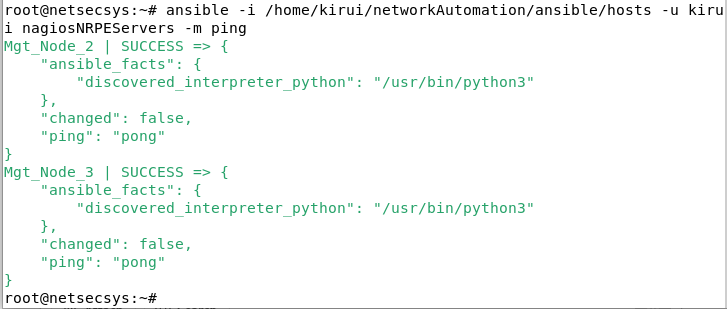 root@netsecsys:~# ansible -i /home/kirui/networkAutomation/ansible/hosts -u kiru
i nagiosNRPEServers -m ping
Mgt_Node_2 | SUCCESS => {
    "ansible_facts": {
        "discovered_interpreter_python": "/usr/bin/python3"
    },
    "changed": false,
    "ping": "pong"
}
Mgt_Node_3 | SUCCESS => {
    "ansible_facts": {
        "discovered_interpreter_python": "/usr/bin/python3"
    },
    "changed": false,
    "ping": "pong"
}
root@netsecsys:~#